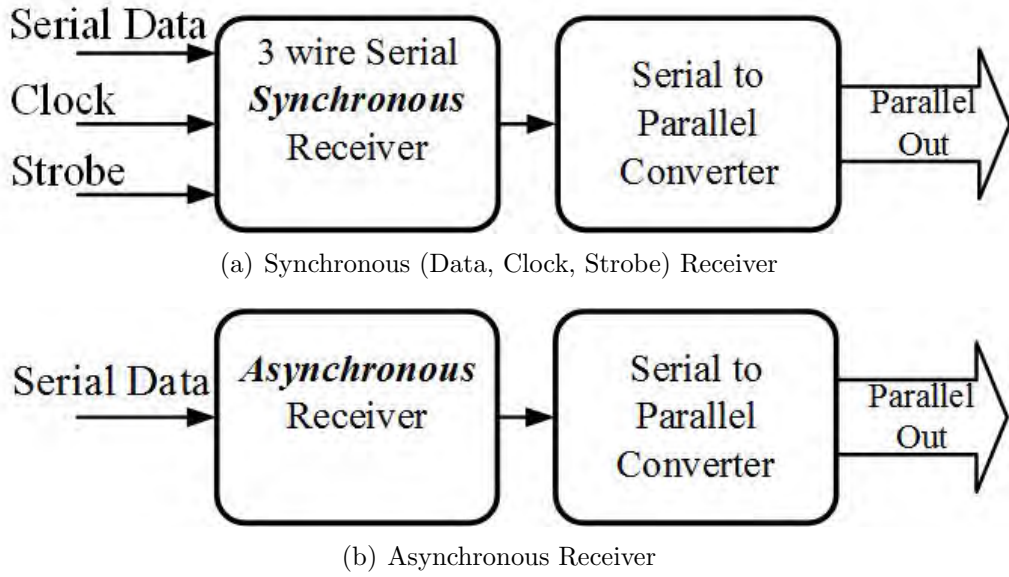 Serial Data
Clock
Strobe
3 wire Serial
Synchronous
Receiver
Serial to
Parallel
Converter
Parallel
Out
(a) Synchronous (Data, Clock, Strobe) Receiver
Serial Data
Asynchronous
Receiver
Serial to
Parallel
Converter
Parallel
Out
(b) Asynchronous Receiver